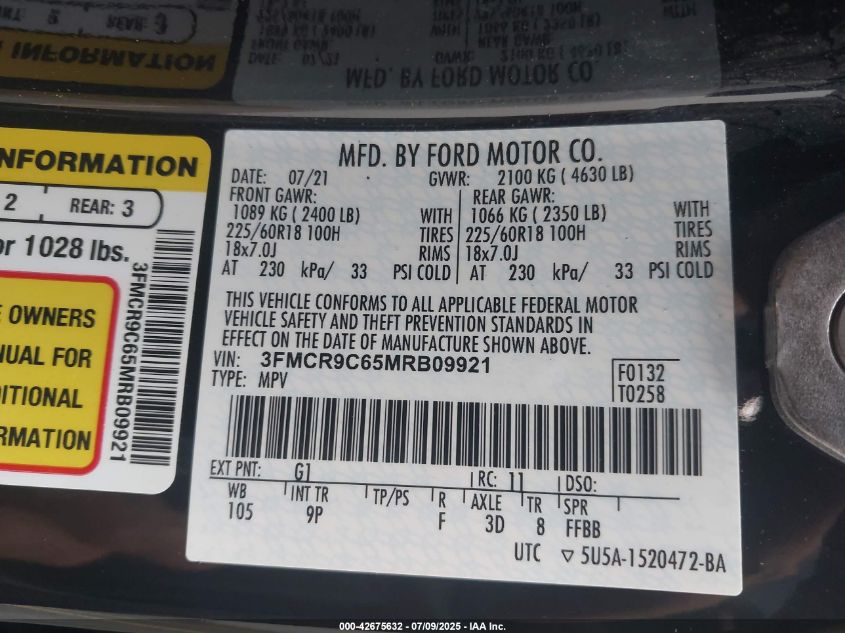 INFORMATION
2 REAR: 3
or 1028 lbs.
OWNERS
NUAL FOR
DITIONAL
RMATION
3FMCR9C65MRB09921
MFD. BY FORD MOTOR CO.
DATE: 07/21 GVWR: 2100 KG ( 4630 LB)
FRONT GAWR: REAR GAWR:
1089 KG ( 2400 LB) WITH 1066 KG ( 2350 LB) WITH
225/60R18 100H TIRES 225/60R18 100H TIRES
18x7.0J RIMS 18x7.0J RIMS
AT 230 kPa/ 33 PSI COLD AT 230 kPa/ 33 PSI COLD
THIS VEHICLE CONFORMS TO ALL APPLICABLE FEDERAL MOTOR
VEHICLE SAFETY AND THEFT PREVENTION STANDARDS IN
EFFECT ON THE DATE OF MANUFACTURE SHOWN ABOVE.
VIN: 3FMCR9C65MRB09921
TYPE: MPV
F0132
T0258
EXT PNT: G1 RC: 11 DSO:
WB INT TR TP/PS R AXLE TR SPR
105 9P F 3D 8 FFBB
UTC ▽ 5U5A-1520472-BA
000-42675632 / 07/09/2025 - IAA Inc.